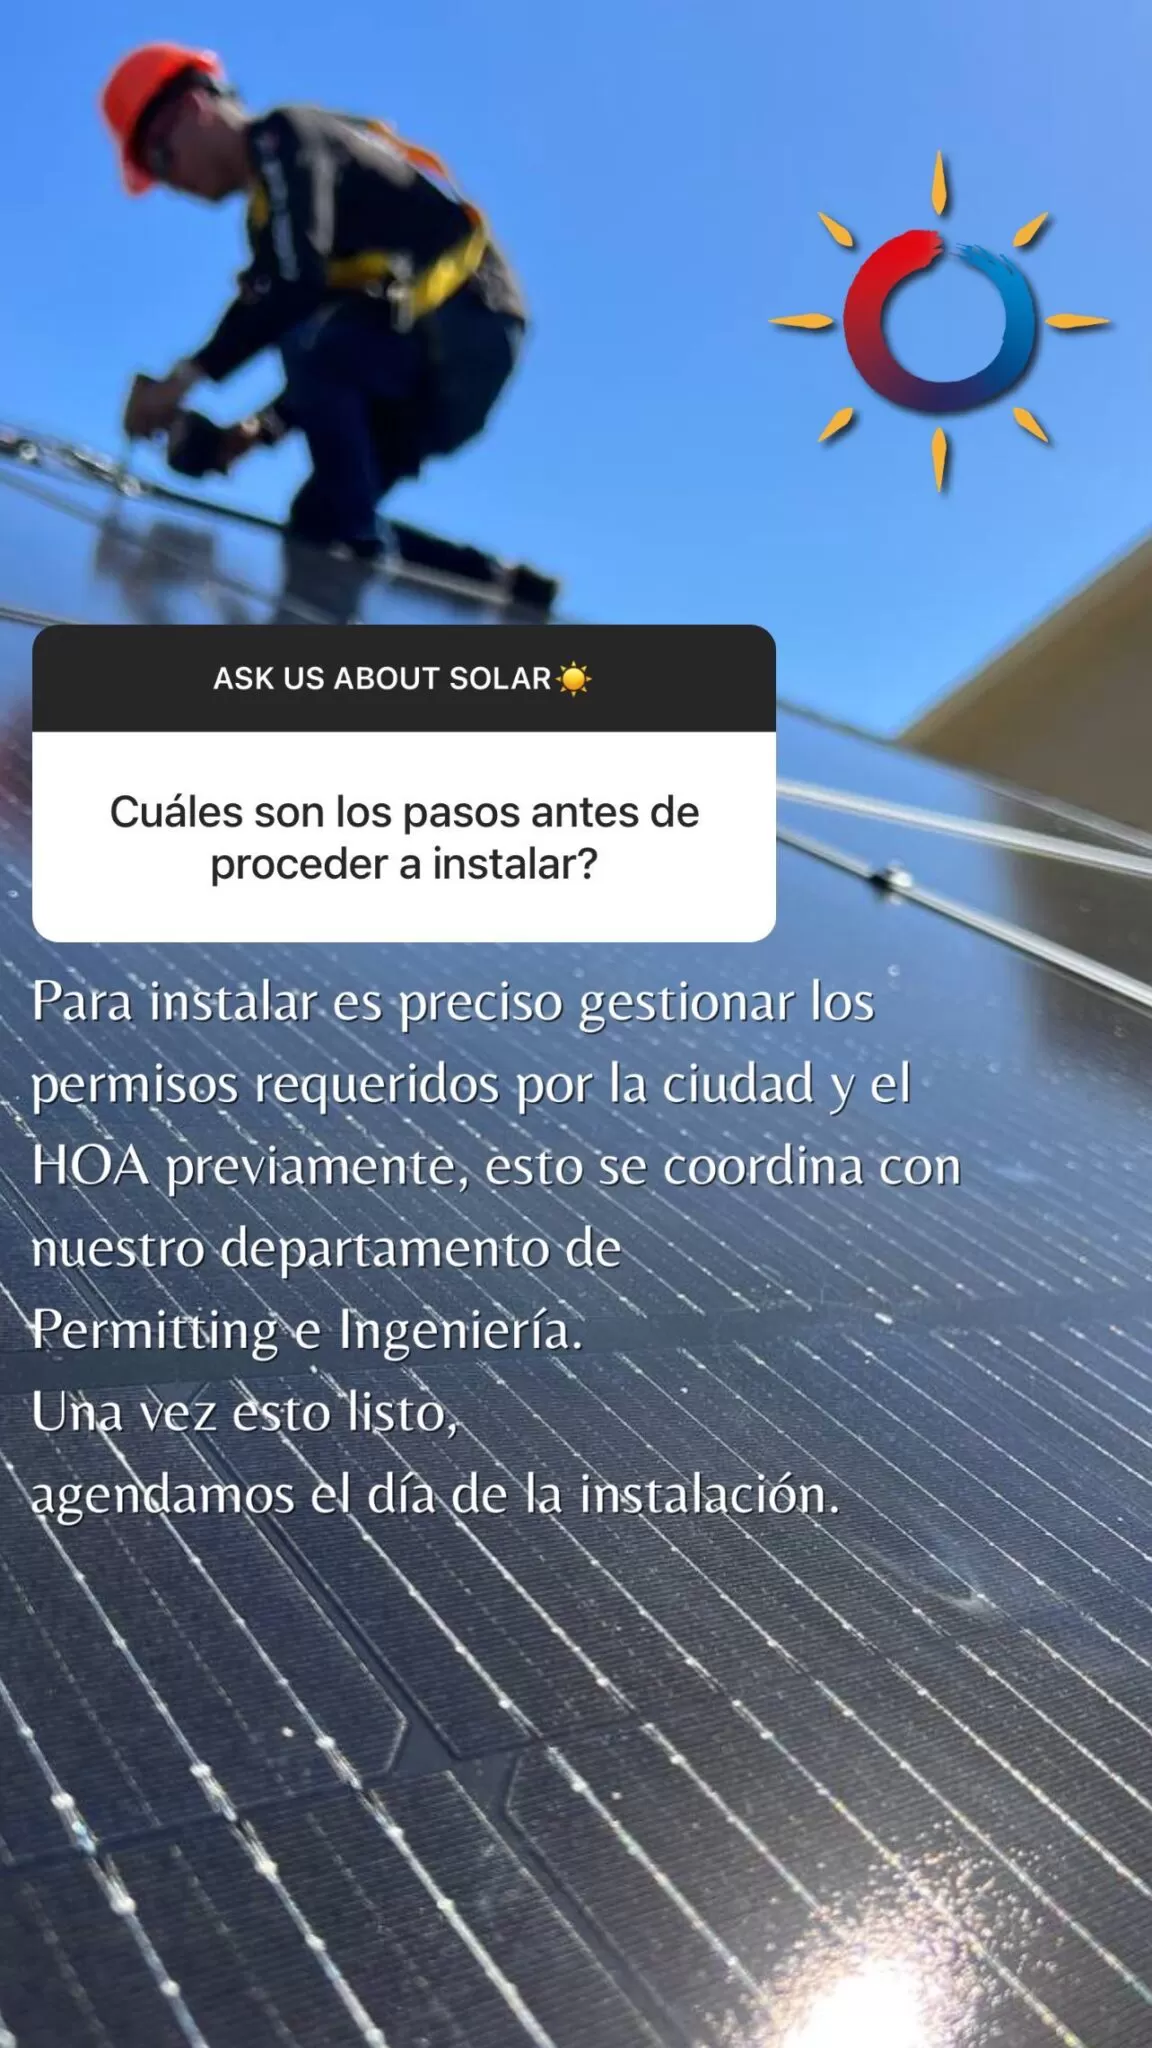 ASK US ABOUT SOLAR☀️
Cuáles son los pasos antes de
proceder a instalar?
Para instalar es preciso gestionar los
permisos requeridos por la ciudad y el
HOA previamente, esto se coordina con
nuestro departamento de
Permitting e Ingeniería.
Una vez esto listo,
agendamos el día de la instalación.